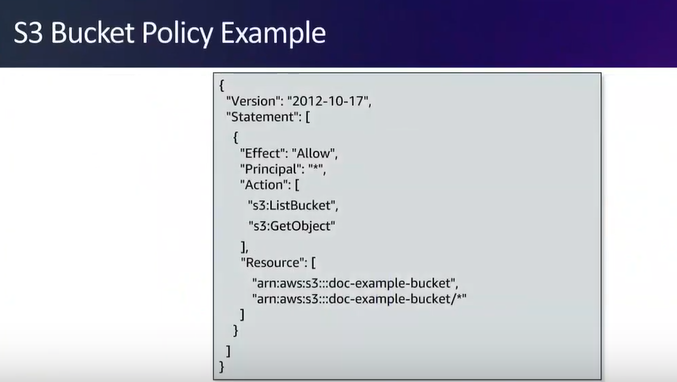 S3 Bucket Policy Example
{
"Version": "2012-10-17",
"Statement": [
{
"Effect": "Allow",
"Principal": "*",
"Action": [
"s3:ListBucket",
"s3:GetObject"
],
"Resource": [
"arn:aws:s3:::doc-example-bucket",
"arn:aws:s3:::doc-example-bucket/*"
]
}
]
}